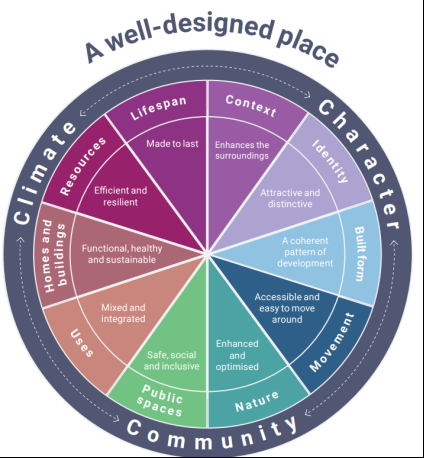 A well-designed place
Climate
Character
Community
Context
Enhances the
surroundings
Identity
Attractive and
distinctive
Built form
A coherent
pattern of
development
Movement
Accessible and
easy to move
around
Nature
Enhanced
and
optimised
Public
spaces
Safe, social
and inclusive
Uses
Mixed and
integrated
Homes and
buildings
Functional, healthy
and sustainable
Resources
Efficient and
resilient
Lifespan
Made to last